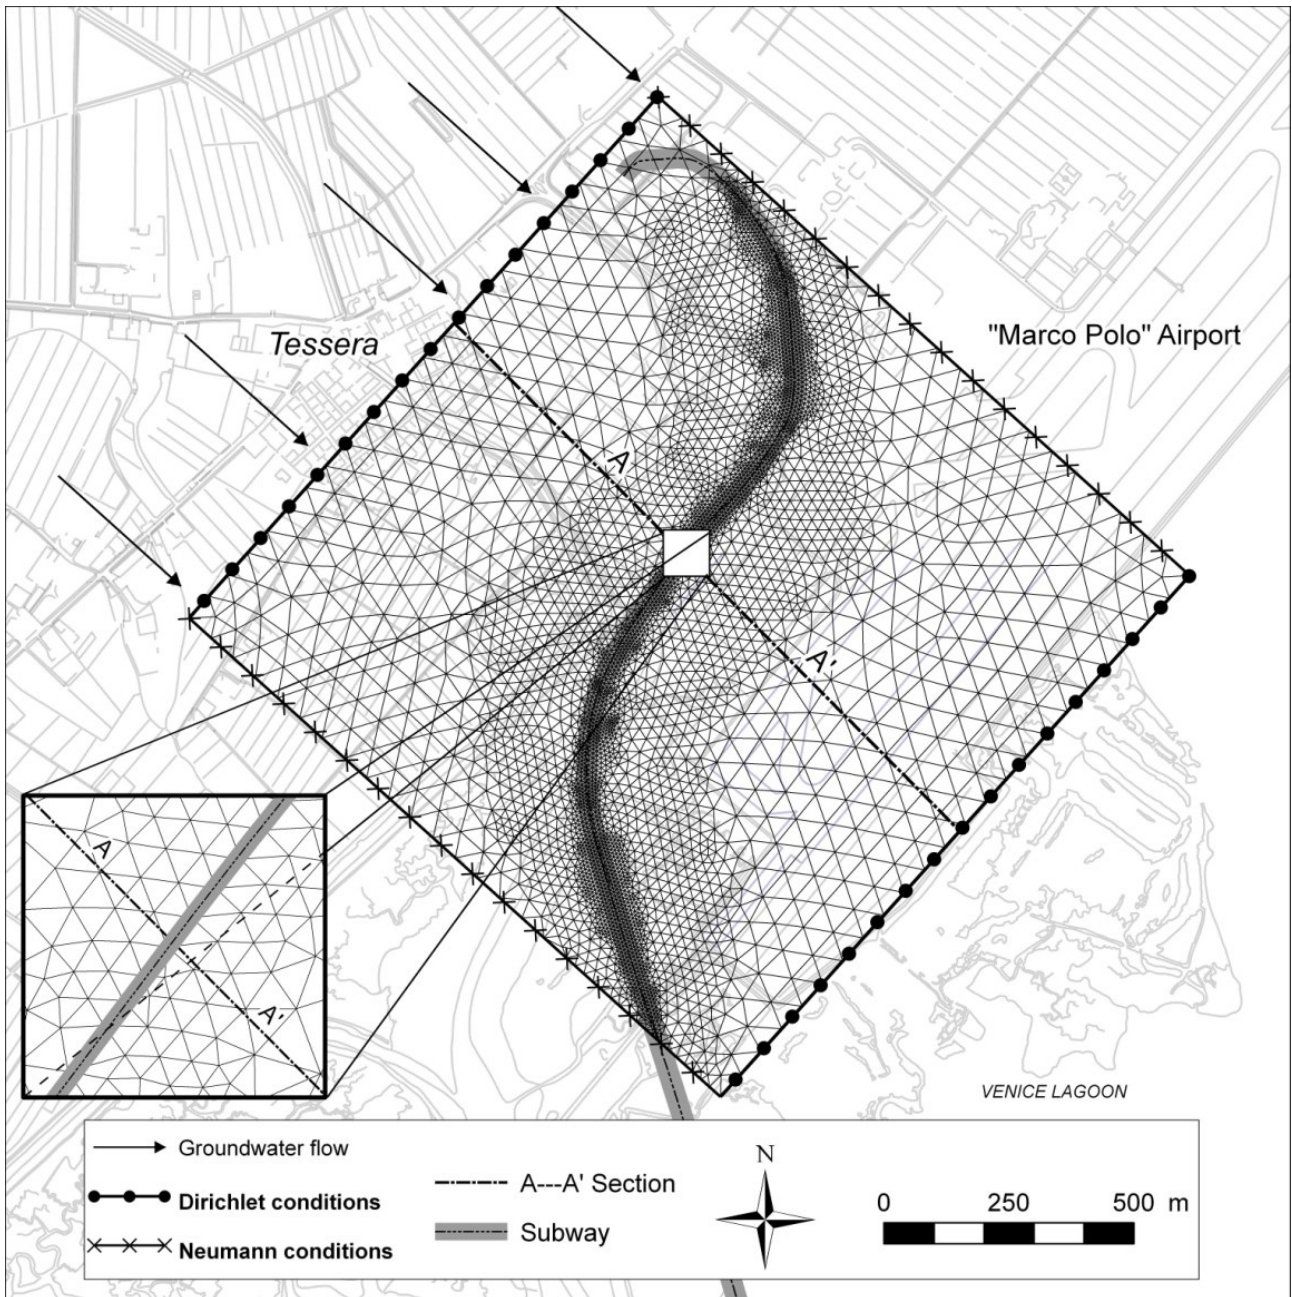 Tessera
"Marco Polo" Airport
A
A'
A
A'
VENICE LAGOON
Groundwater flow
Dirichlet conditions
Neumann conditions
A---A' Section
Subway
N
0 250 500 m